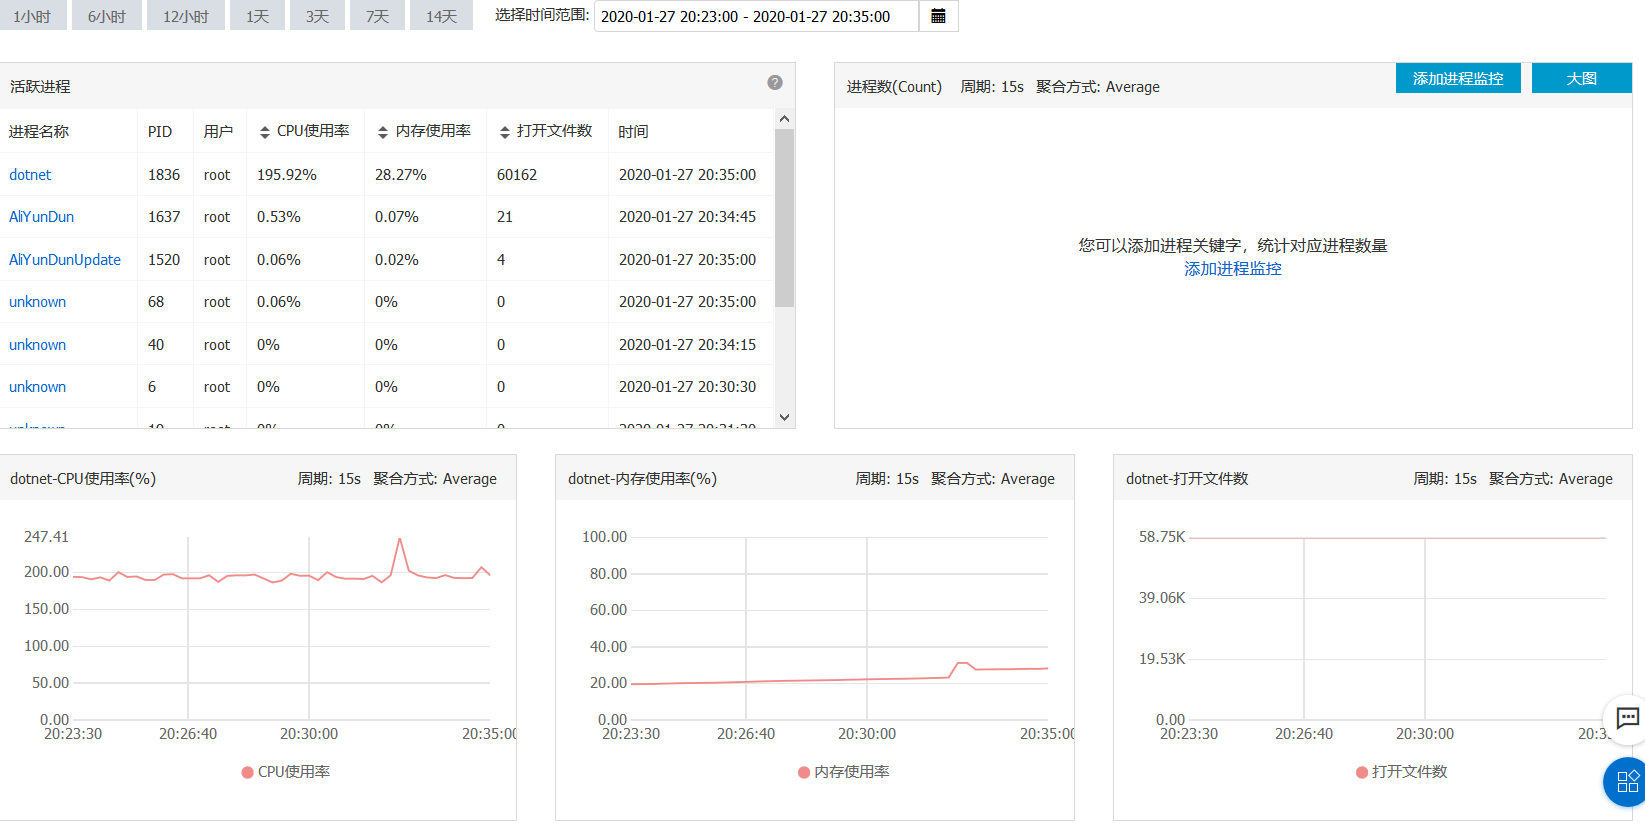 1小时 6小时 12小时 1天 3天 7天 14天 选择时间范围: 2020-01-27 20:23:00 - 2020-01-27 20:35:00
活跃进程
进程名称 PID 用户 CPU使用率 内存使用率 打开文件数 时间
dotnet 1836 root 195.92% 28.27% 60162 2020-01-27 20:35:00
AliYunDun 1637 root 0.53% 0.07% 21 2020-01-27 20:34:45
AliYunDunUpdate 1520 root 0.06% 0.02% 4 2020-01-27 20:35:00
unknown 68 root 0.06% 0% 0 2020-01-27 20:35:00
unknown 40 root 0% 0% 0 2020-01-27 20:34:15
unknown 6 root 0% 0% 0 2020-01-27 20:30:30
进程数(Count) 周期: 15s 聚合方式: Average 添加进程监控 大图
您可以添加进程关键字，统计对应进程数量
添加进程监控
dotnet-CPU使用率(%) 周期: 15s 聚合方式: Average
247.41
200.00
150.00
100.00
50.00
0.00
20:23:30 20:26:40 20:30:00 20:35:00
CPU使用率
dotnet-内存使用率(%) 周期: 15s 聚合方式: Average
100.00
80.00
60.00
40.00
20.00
0.00
20:23:30 20:26:40 20:30:00 20:35:00
内存使用率
dotnet-打开文件数 周期: 15s 聚合方式: Average
58.75K
39.06K
19.53K
0.00
20:23:30 20:26:40 20:30:00
打开文件数